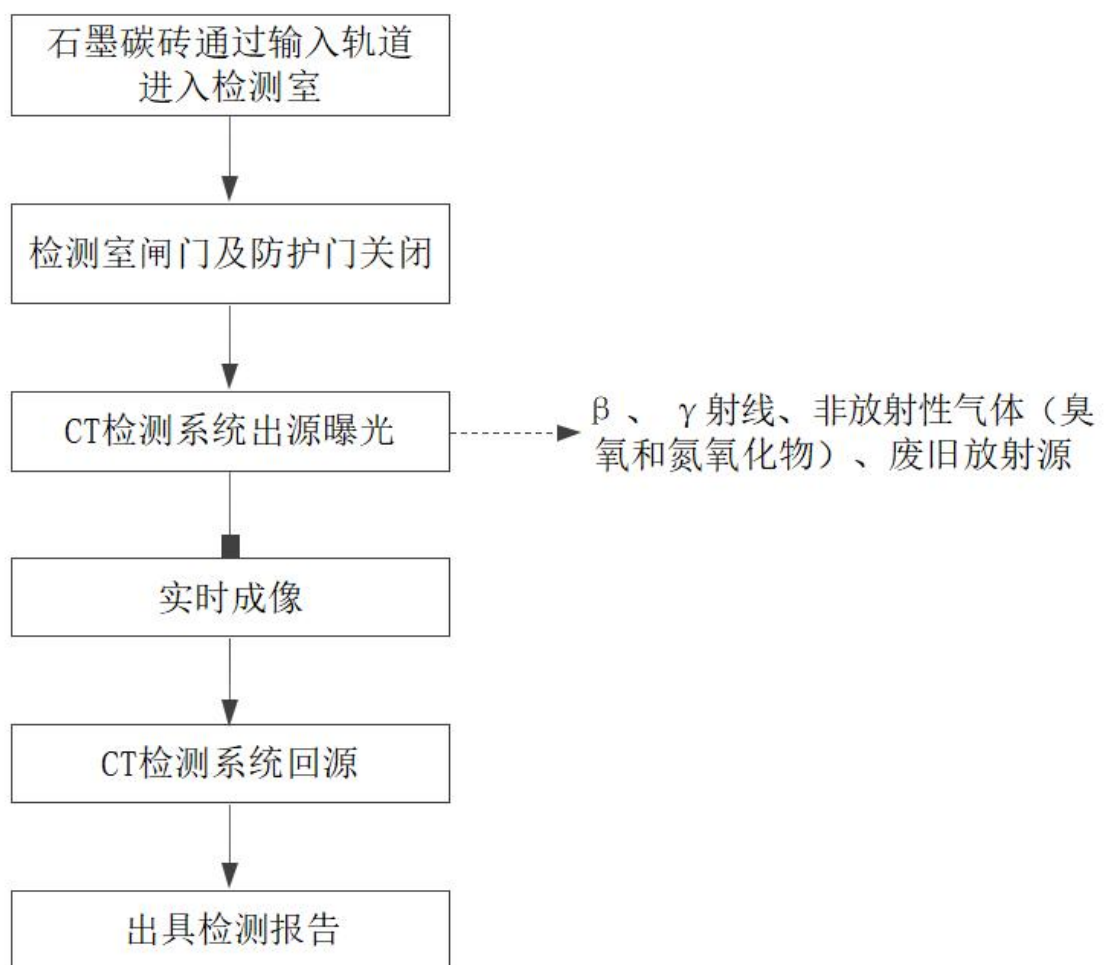 石墨碳砖通过输入轨道
进入检测室
检测室闸门及防护门关闭
CT检测系统出源曝光
β、γ射线、非放射性气体（臭
氧和氮氧化物）、废旧放射源
实时成像
CT检测系统回源
出具检测报告